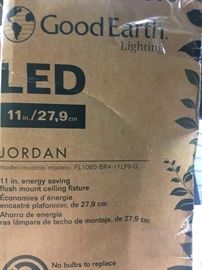 GoodEarth
Lighting
LED
11 in./27,9 cm
JORDAN
model/modèle/modelo: FL1060-BR4-11LF0-G
11 in. energy saving
flush mount ceiling fixture
Économies d'énergie
encastré plafonnier, de 27,9 cm
Ahorro de energía
ras lámpara de techo de montaje, de 27,9 cm
No bulbs to replace